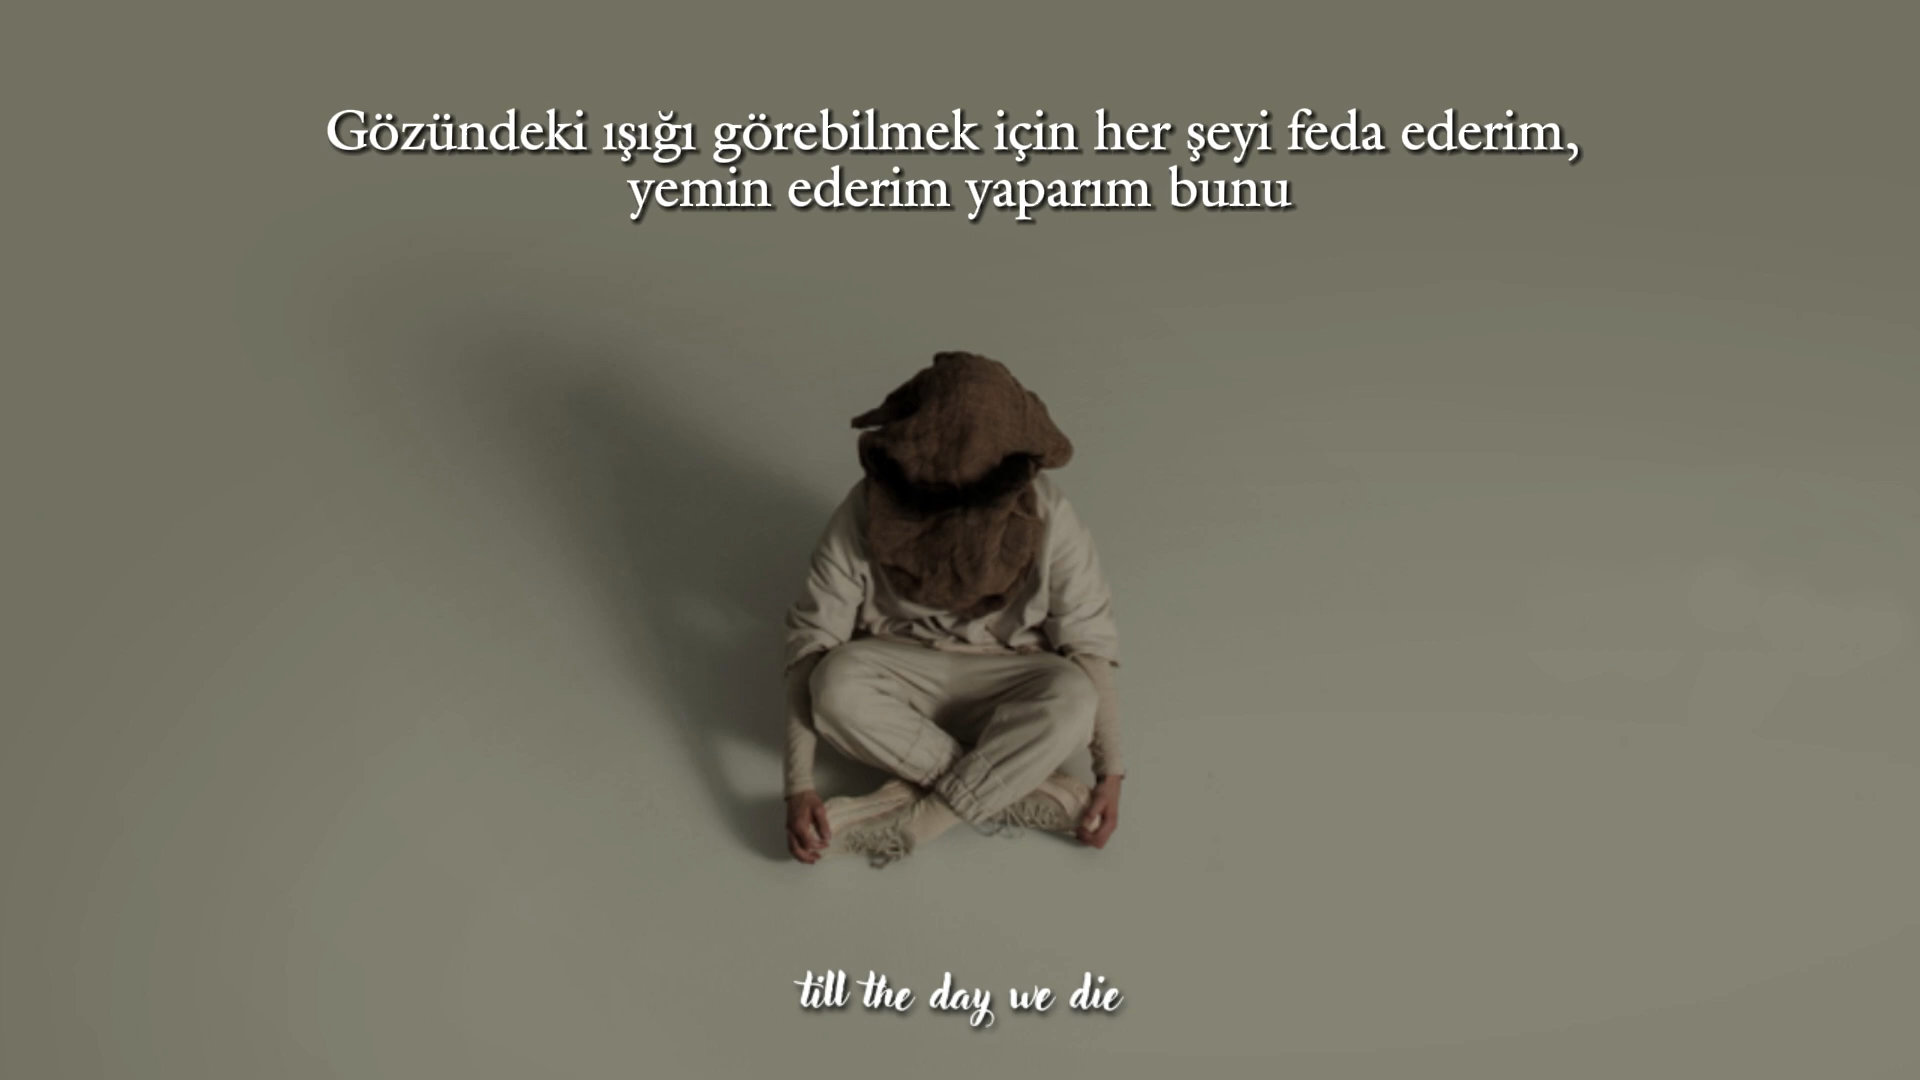 Gözündeki ışığı görebilmek için her şeyi feda ederim,
yemin ederim yaparım bunu
till the day we die